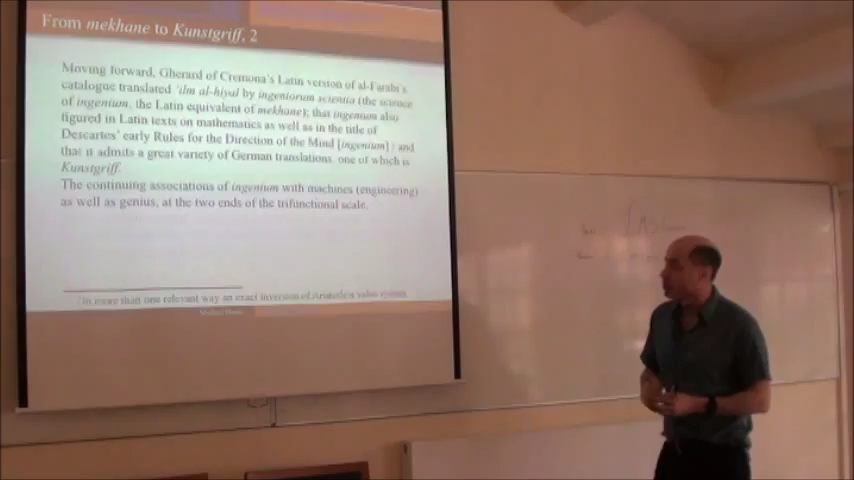 From mekhane to Kunstgriff, 2
Moving forward, Gherard of Cremona's Latin version of al-Farabi's
catalogue translated 'ilm al-hiyal by ingeniorum scientia (the science
of ingenium, the Latin equivalent of mekhane); that ingenium also
figured in Latin texts on mathematics as well as in the title of
Descartes' early Rules for the Direction of the Mind [ingenium] / and
that it admits a great variety of German translations, one of which is
Kunstgriff.
The continuing associations of ingenium with machines (engineering)
as well as genius, at the two ends of the trifunctional scale.
in more than one relevant way an exact inversion of Aristotle's value system